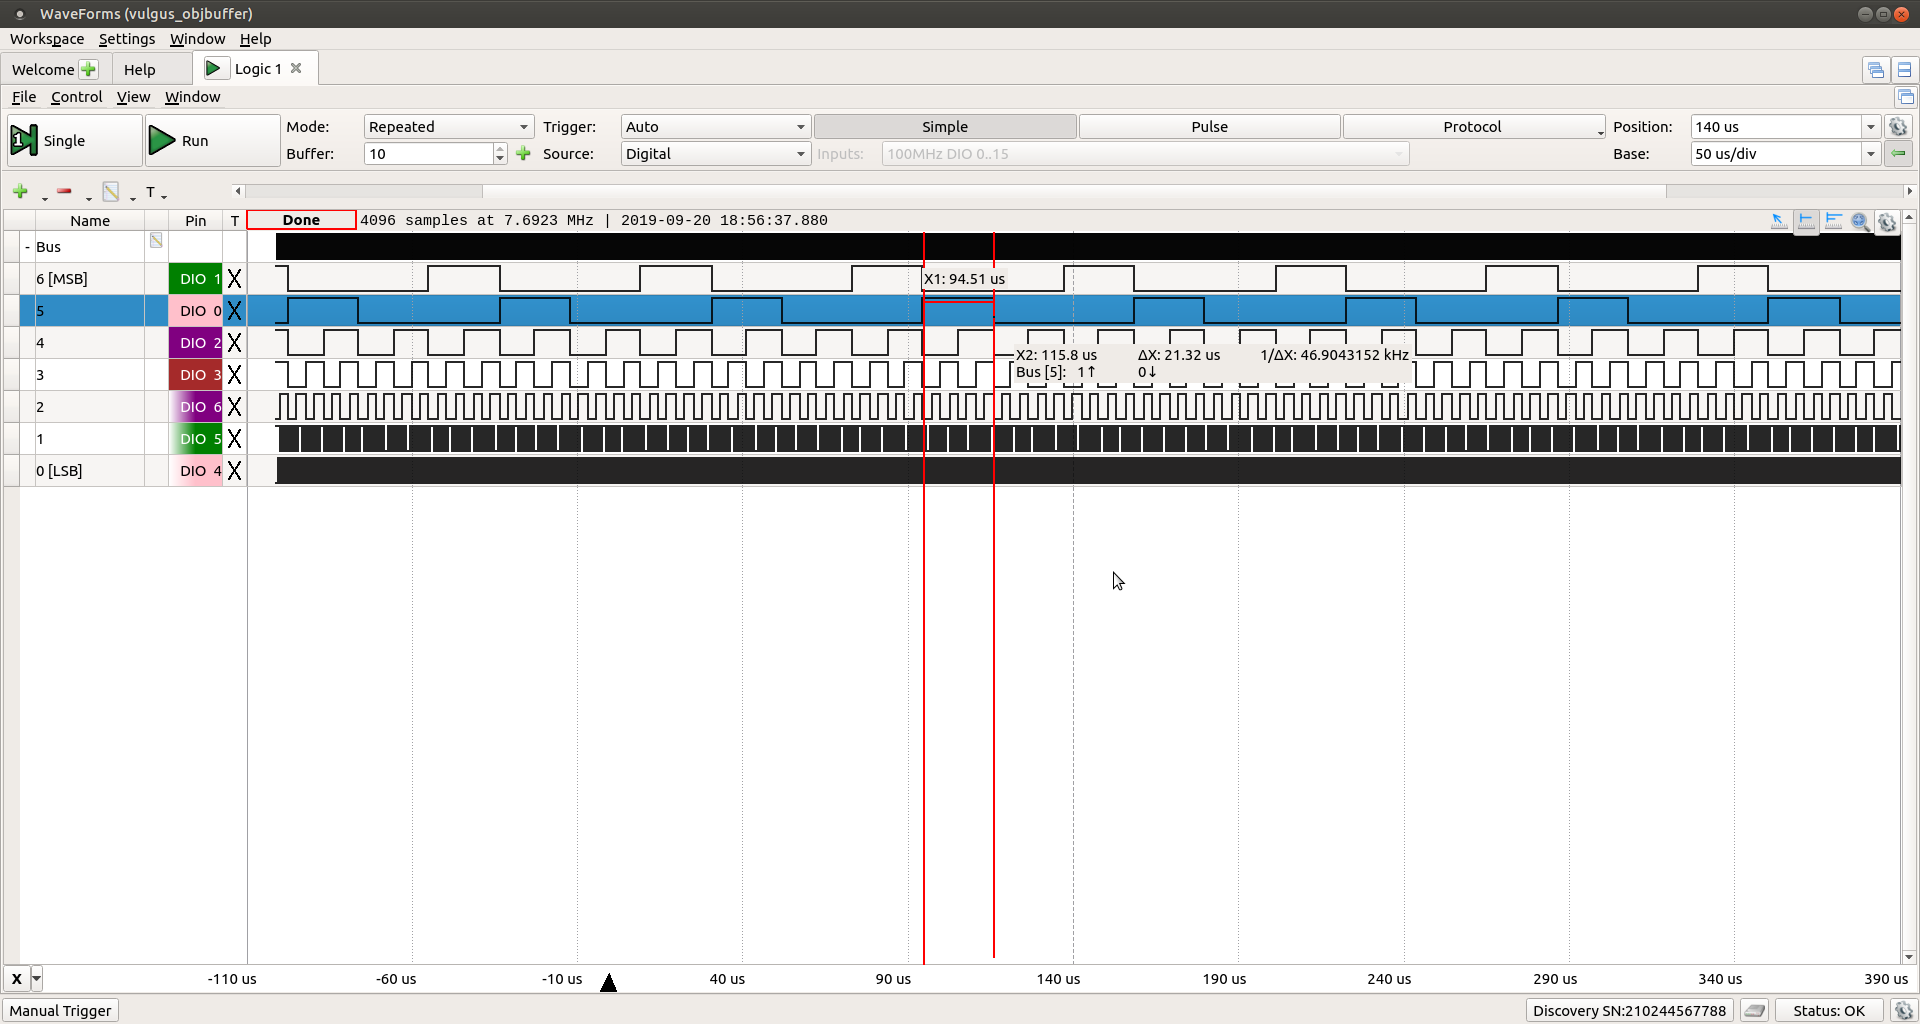 WaveForms (vulgus_objbuffer)
Workspace Settings Window Help
Welcome Help Logic 1
File Control View Window
Single Run Mode: Repeated Trigger: Auto Simple Pulse Protocol Position: 140 us
Buffer: 10 Source: Digital Inputs: 100MHz DIO 0..15 Base: 50 us/div
T
Name Pin T Done 4096 samples at 7.6923 MHz | 2019-09-20 18:56:37.880
- Bus
6 [MSB] DIO 1 X X1: 94.51 us
5 DIO 0 X
4 DIO 2 X
X2: 115.8 us ΔX: 21.32 us 1/ΔX: 46.9043152 kHz
3 DIO 3 X Bus [5]: 1↑ 0↓
2 DIO 6 X
1 DIO 5 X
0 [LSB] DIO 4 X
X -110 us -60 us -10 us 40 us 90 us 140 us 190 us 240 us 290 us 340 us 390 us
Manual Trigger Discovery SN:210244567788 Status: OK